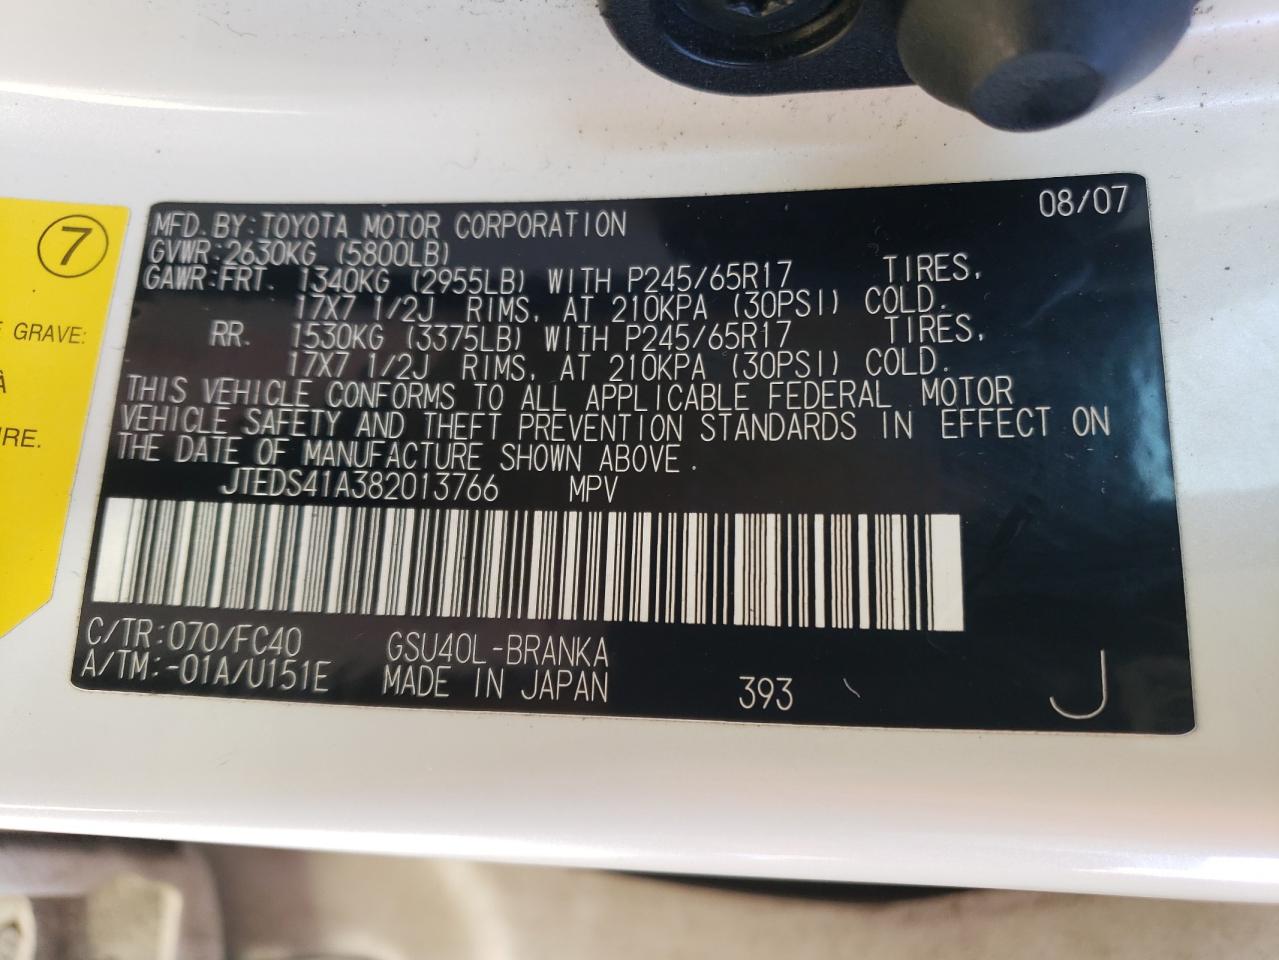 08/07
MFD.BY:TOYOTA MOTOR CORPORATION
GVWR:2630KG (5800LB)
GAWR:FRT. 1340KG (2955LB) WITH P245/65R17 TIRES,
17X7 1/2J RIMS, AT 210KPA (30PSI) COLD.
RR. 1530KG (3375LB) WITH P245/65R17 TIRES,
17X7 1/2J RIMS, AT 210KPA (30PSI) COLD.
THIS VEHICLE CONFORMS TO ALL APPLICABLE FEDERAL MOTOR
VEHICLE SAFETY AND THEFT PREVENTION STANDARDS IN EFFECT ON
THE DATE OF MANUFACTURE SHOWN ABOVE.
JTEDS41A382013766 MPV
C/TR:070/FC40 GSU40L-BRANKA
A/TM:-01A/U151E MADE IN JAPAN 393 J
7
GRAVE:
À